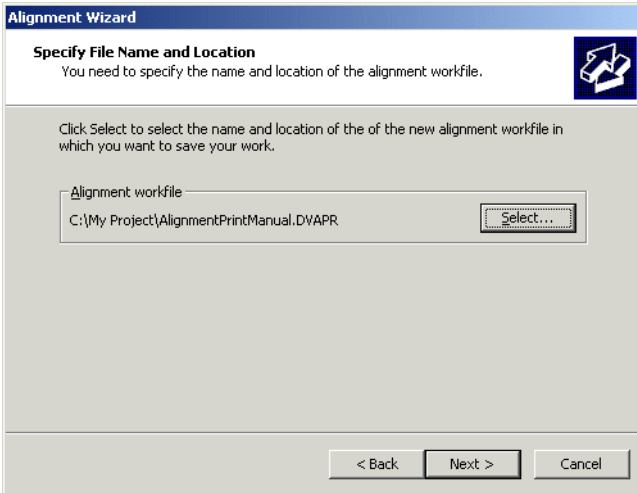 Alignment Wizard
Specify File Name and Location
You need to specify the name and location of the alignment workfile.
Click Select to select the name and location of the of the new alignment workfile in
which you want to save your work.
Alignment workfile
C:\My Project\AlignmentPrintManual.DVAPR
Select...
< Back
Next >
Cancel